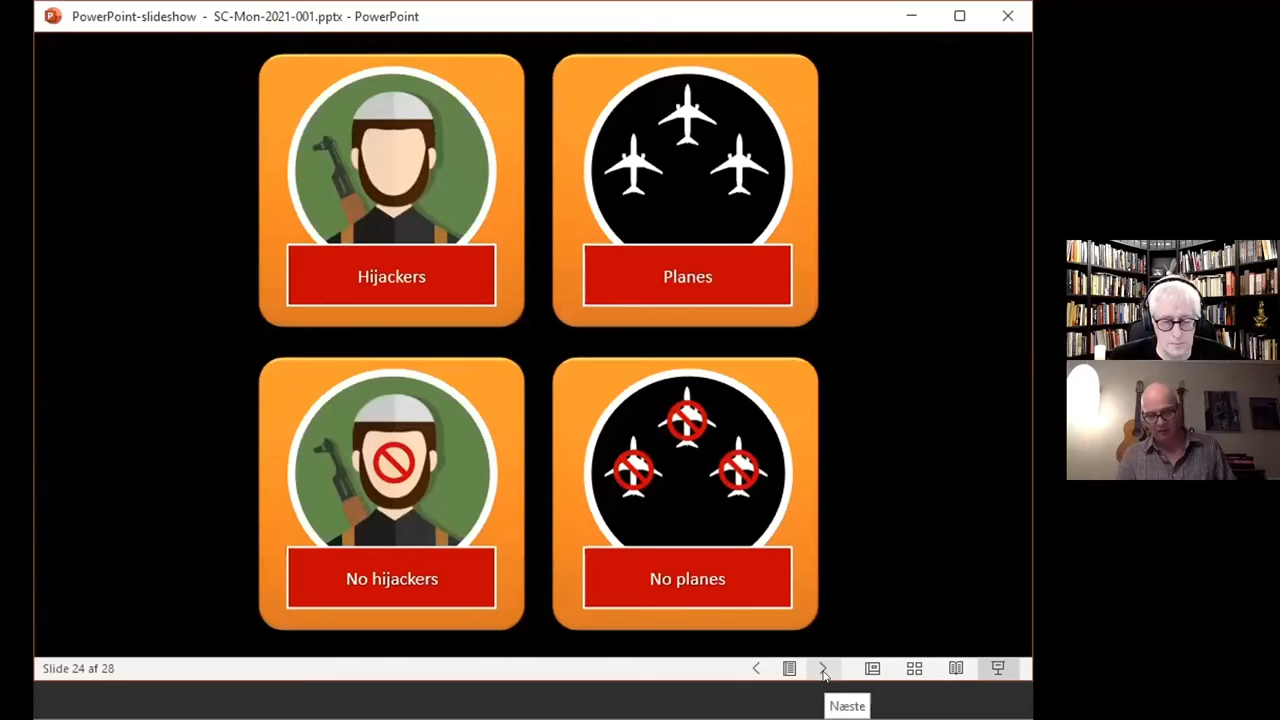 PowerPoint-slideshow - SC-Mon-2021-001.pptx - PowerPoint
Hijackers
Planes
No hijackers
No planes
Slide 24 af 28
Næste